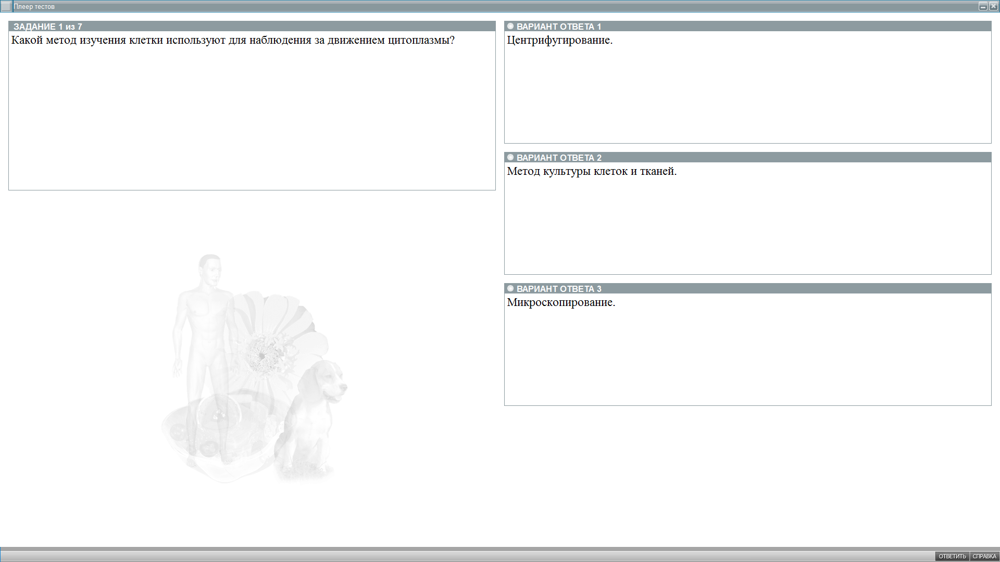 Плеер тестов
ЗАДАНИЕ 1 из 7
Какой метод изучения клетки используют для наблюдения за движением цитоплазмы?
ВАРИАНТ ОТВЕТА 1
Центрифугирование.
ВАРИАНТ ОТВЕТА 2
Метод культуры клеток и тканей.
ВАРИАНТ ОТВЕТА 3
Микроскопирование.
ОТВЕТИТЬ СПРАВКА